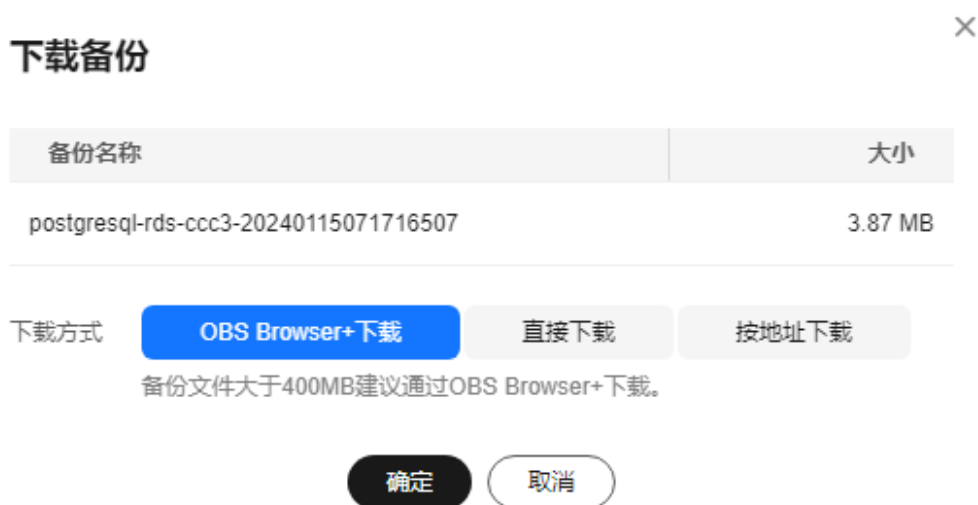 下载备份
备份名称 大小
postgresql-rds-ccc3-20240115071716507 3.87 MB
下载方式 OBS Browser+下载 直接下载 按地址下载
备份文件大于400MB建议通过OBS Browser+下载。
确定 取消